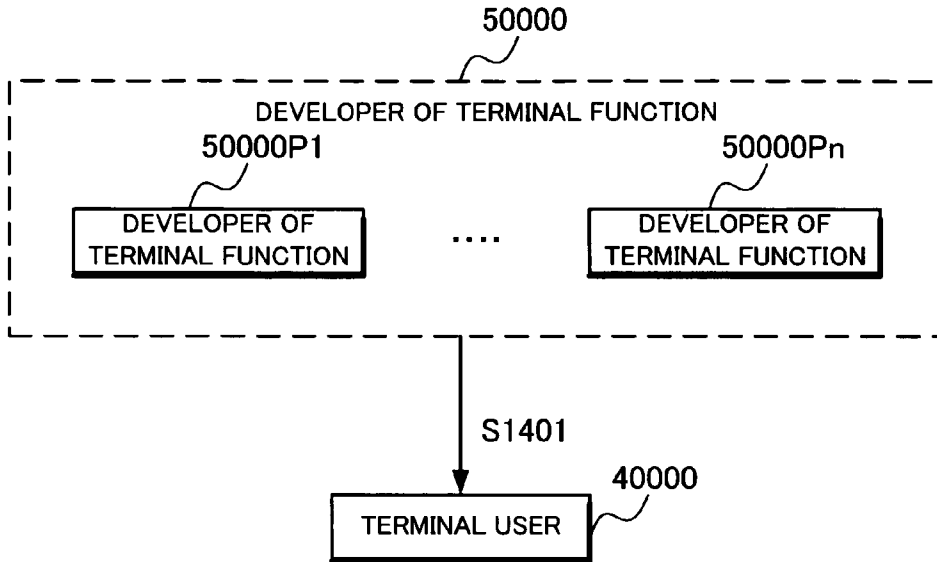 50000
DEVELOPER OF TERMINAL FUNCTION
50000P1
50000Pn
DEVELOPER OF
TERMINAL FUNCTION
....
DEVELOPER OF
TERMINAL FUNCTION
S1401
40000
TERMINAL USER